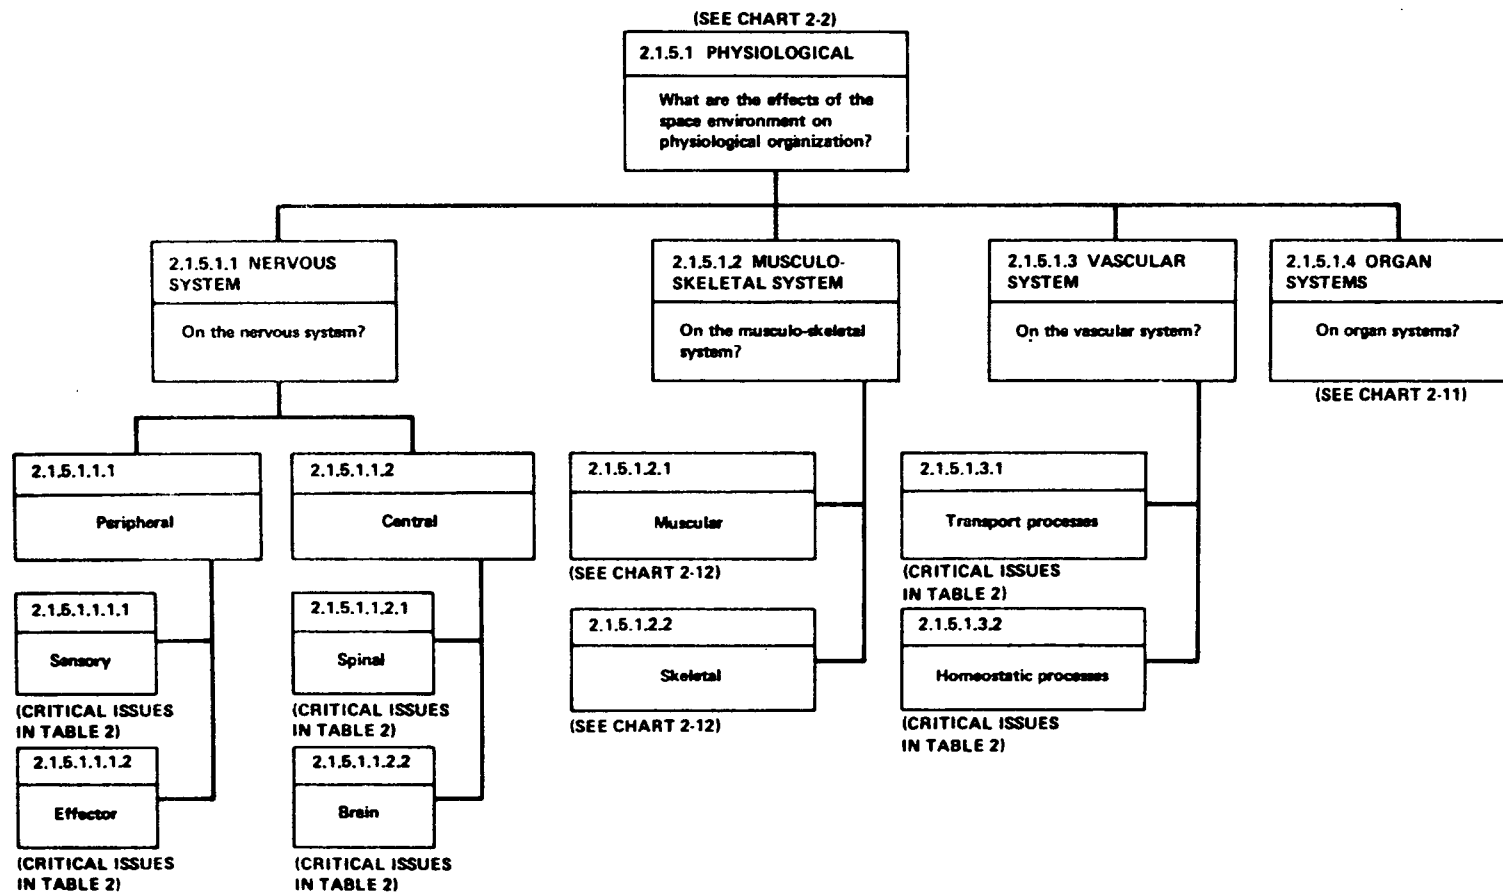 (SEE CHART 2-2)
2.1.5.1 PHYSIOLOGICAL
What are the effects of the
space environment on
physiological organization?
2.1.5.1.1 NERVOUS
SYSTEM
On the nervous system?
2.1.5.1.2 MUSCULO-
SKELETAL SYSTEM
On the musculo-skeletal
system?
2.1.5.1.3 VASCULAR
SYSTEM
On the vascular system?
2.1.5.1.4 ORGAN
SYSTEMS
On organ systems?
(SEE CHART 2-11)
2.1.5.1.1.1
Peripheral
2.1.5.1.1.1.1
Sensory
(CRITICAL ISSUES
IN TABLE 2)
2.1.5.1.1.1.2
Effector
(CRITICAL ISSUES
IN TABLE 2)
2.1.5.1.1.2
Central
2.1.5.1.1.2.1
Spinal
(CRITICAL ISSUES
IN TABLE 2)
2.1.5.1.1.2.2
Brain
(CRITICAL ISSUES
IN TABLE 2)
2.1.5.1.2.1
Muscular
(SEE CHART 2-12)
2.1.5.1.2.2
Skeletal
(SEE CHART 2-12)
2.1.5.1.3.1
Transport processes
(CRITICAL ISSUES
IN TABLE 2)
2.1.5.1.3.2
Homeostatic processes
(CRITICAL ISSUES
IN TABLE 2)